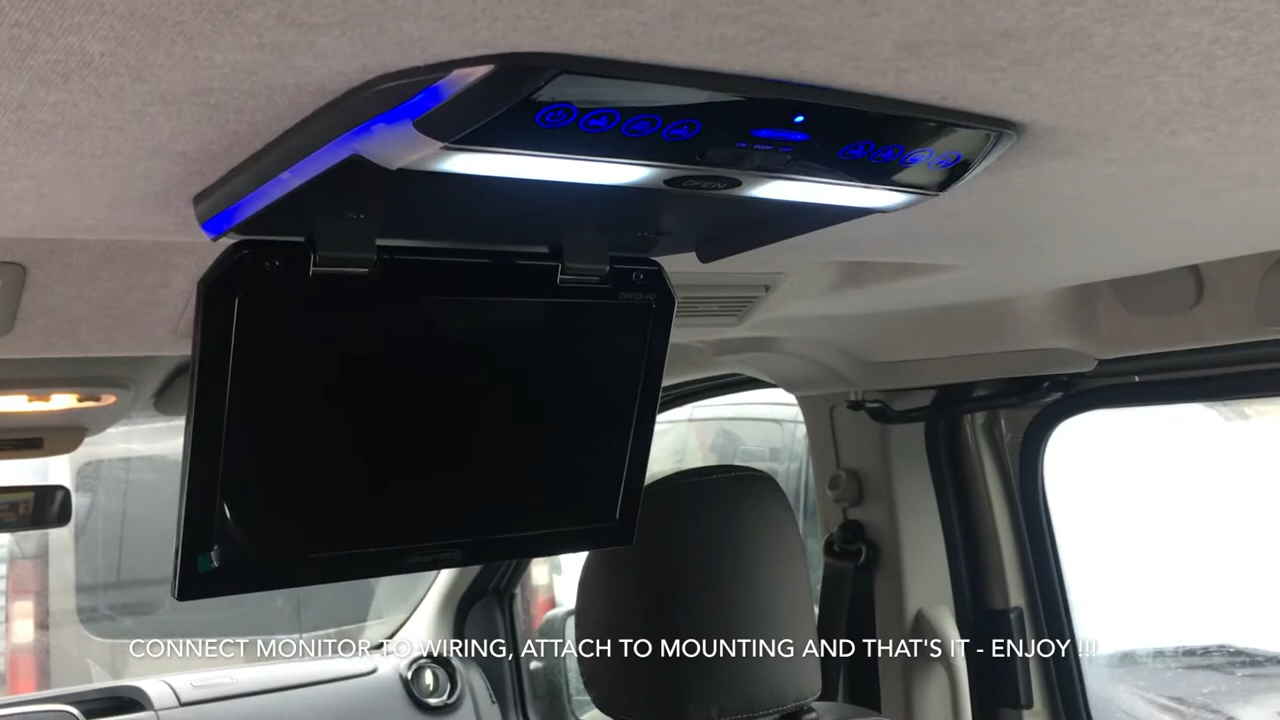 OPEN
CONNECT MONITOR TO WIRING, ATTACH TO MOUNTING AND THAT'S IT - ENJOY !!!